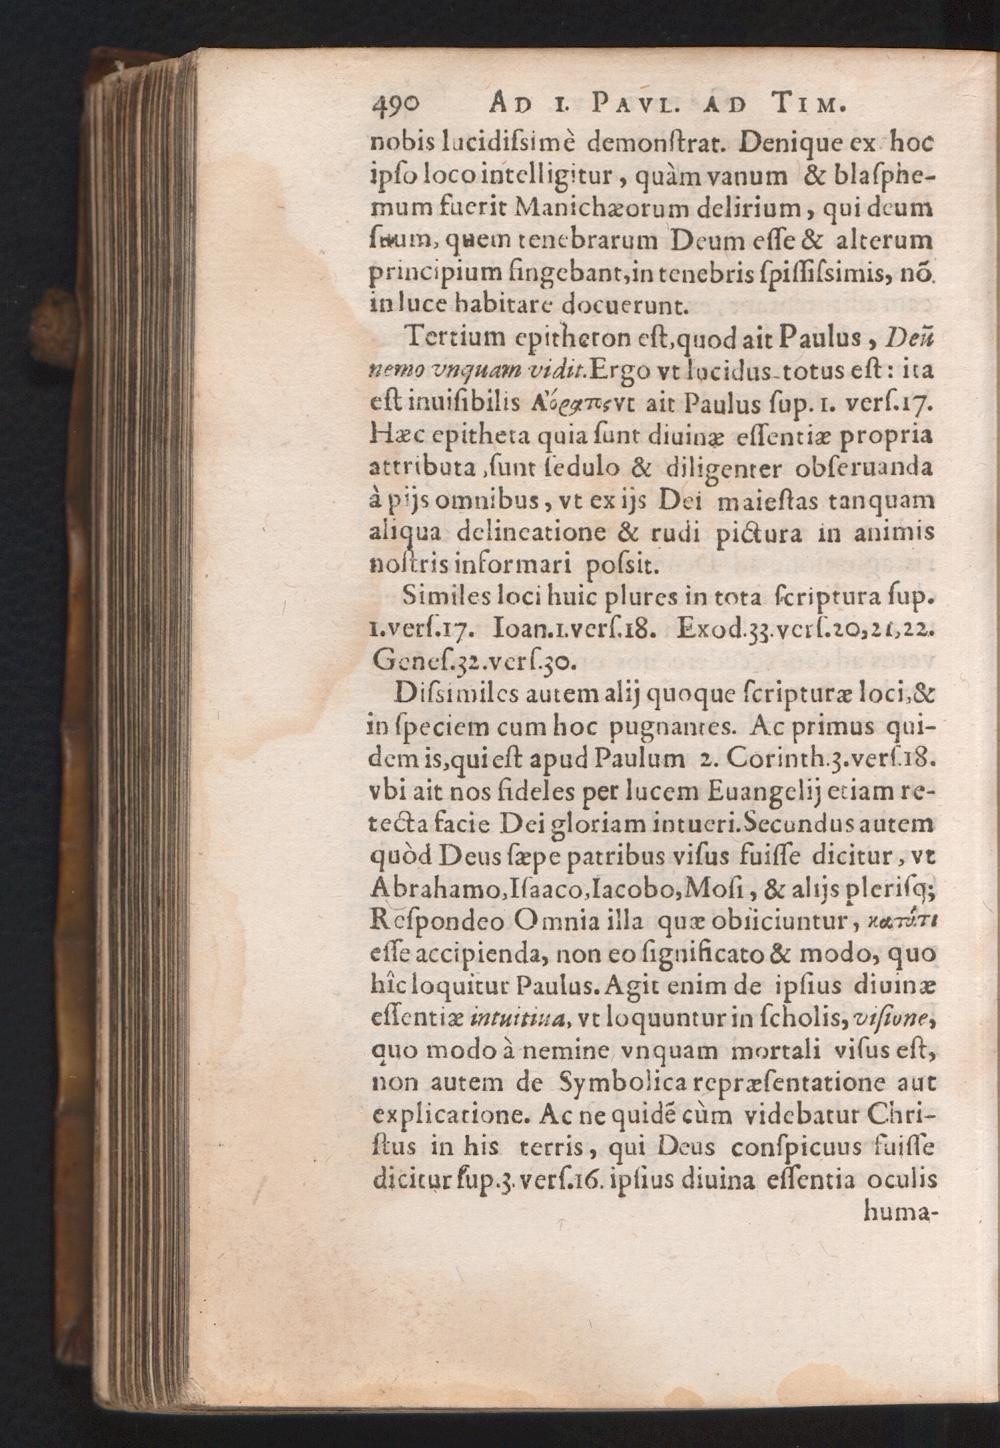 490 AD I. PAVL. AD TIM.
nobis lucidiſsimè demonſtrat. Denique ex hoc
ipſo loco intelligitur, quàm vanum & blaſphe-
mum fuerit Manichæorum delirium, qui deum
ſuum, quem tenebrarum Deum eſſe & alterum
principium fingebant, in tenebris ſpiſſiſsimis, nõ
in luce habitare docuerunt.
Tertium epitheton eſt, quod ait Paulus, Deũ
nemo vnquam vidit. Ergo vt lucidus totus eſt: ita
eſt inuiſibilis Ἀόρατος vt ait Paulus ſup. 1. verſ.17.
Hæc epitheta quia ſunt diuinæ eſſentiæ propria
attributa, ſunt ſedulo & diligenter obſeruanda
à pijs omnibus, vt ex ijs Dei maieſtas tanquam
aliqua delineatione & rudi pictura in animis
noſtris informari poſsit.
Similes loci huic plures in tota ſcriptura ſup.
1.verſ.17. Ioan.1.verſ.18. Exod.33.verſ.20,21,22.
Geneſ.32.verſ.30.
Diſsimiles autem alij quoque ſcripturæ loci, &
in ſpeciem cum hoc pugnantes. Ac primus qui-
dem is, qui eſt apud Paulum 2. Corinth.3.verſ.18.
vbi ait nos fideles per lucem Euangelij etiam re-
tecta facie Dei gloriam intueri. Secundus autem
quòd Deus ſæpe patribus viſus fuiſſe dicitur, vt
Abrahamo, Iſaaco, Iacobo, Moſi, & alijs pleriſq;
Reſpondeo Omnia illa quæ obiiciuntur, κατά τι
eſſe accipienda, non eo ſignificato & modo, quo
hîc loquitur Paulus. Agit enim de ipſius diuinæ
eſſentiæ intuitiua, vt loquuntur in ſcholis, viſione,
quo modo à nemine vnquam mortali viſus eſt,
non autem de Symbolica repræſentatione aut
explicatione. Ac ne quidẽ cùm videbatur Chri-
ſtus in his terris, qui Deus conſpicuus fuiſſe
dicitur ſup.3. verſ.16. ipſius diuina eſſentia oculis
huma-